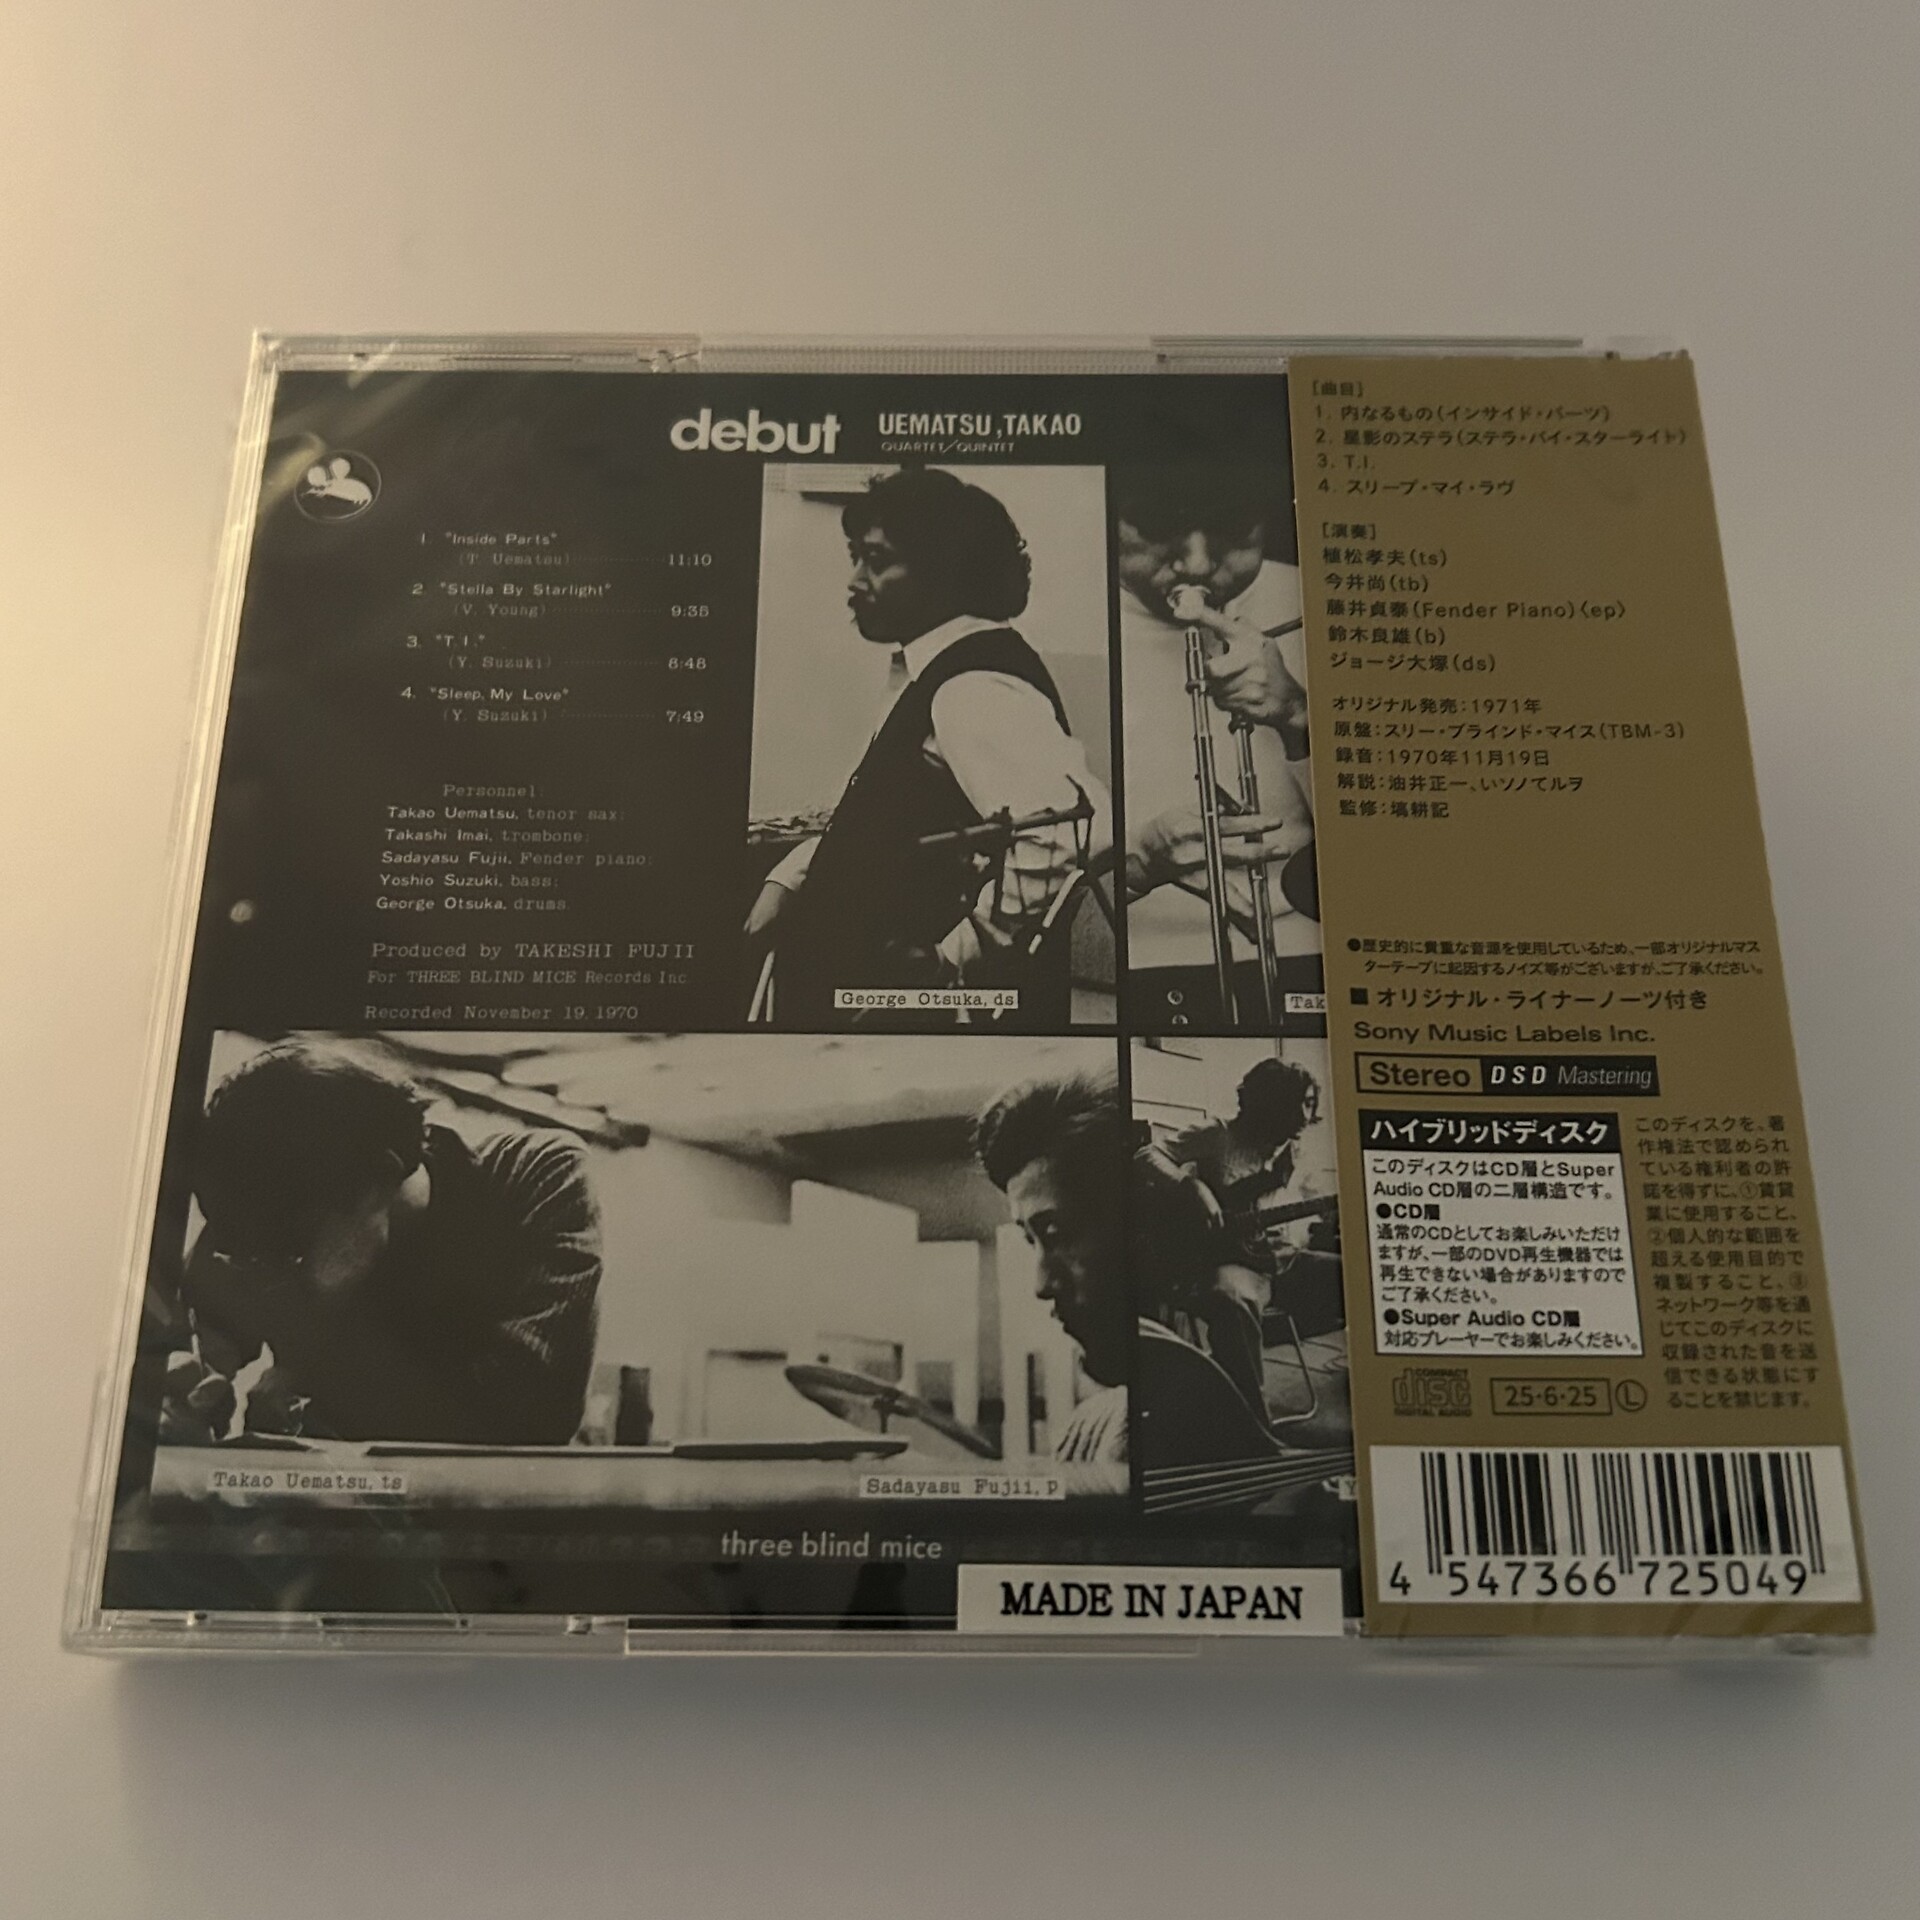 debut
UEMATSU,TAKAO
QUARTET/QUINTET
1. "Inside Parts"
(T. Uematsu) 11:10
2. "Stella By Starlight"
(V. Young) 9:35
3. "T.I."
(Y. Suzuki) 8:48
4. "Sleep, My Love"
(Y. Suzuki) 7:49
Personnel:
Takao Uematsu, tenor sax;
Takashi Imai, trombone;
Sadayasu Fujii, Fender piano;
Yoshio Suzuki, bass;
George Otsuka, drums.
Produced by TAKESHI FUJII
For THREE BLIND MICE Records Inc.
Recorded November 19, 1970
George Otsuka, ds
Tak
Takao Uematsu, ts
Sadayasu Fujii, p
Y
three blind mice
MADE IN JAPAN
[曲目]
1. 内なるもの(インサイド・パーツ)
2. 星影のステラ(ステラ・バイ・スターライト)
3. T.I.
4. スリープ・マイ・ラヴ
[演奏]
植松孝夫(ts)
今井尚(tb)
藤井貞泰(Fender Piano)〈ep〉
鈴木良雄(b)
ジョージ大塚(ds)
オリジナル発売:1971年
原盤:スリー・ブラインド・マイス(TBM-3)
録音:1970年11月19日
解説:油井正一、いソノてルヲ
監修:塙耕記
●歴史的に貴重な音源を使用しているため、一部オリジナルマス
ターテープに起因するノイズ等がございますが、ご了承ください。
■オリジナル・ライナーノーツ付き
Sony Music Labels Inc.
Stereo DSD Mastering
ハイブリッドディスク
このディスクはCD層とSuper
Audio CD層の二層構造です。
●CD層
通常のCDとしてお楽しみいただけ
ますが、一部のDVD再生機器では
再生できない場合がありますので
ご了承ください。
●Super Audio CD層
対応プレーヤーでお楽しみください。
このディスクを、著
作権法で認められ
ている権利者の許
諾を得ずに、①賃貸
業に使用すること、
②個人的な範囲を
超える使用目的で
複製すること、③
ネットワーク等を通
じてこのディスクに
収録された音を送
信できる状態にす
ることを禁じます。
COMPACT
disc
DIGITAL AUDIO
25・6・25 Ⓛ
4 547366 725049